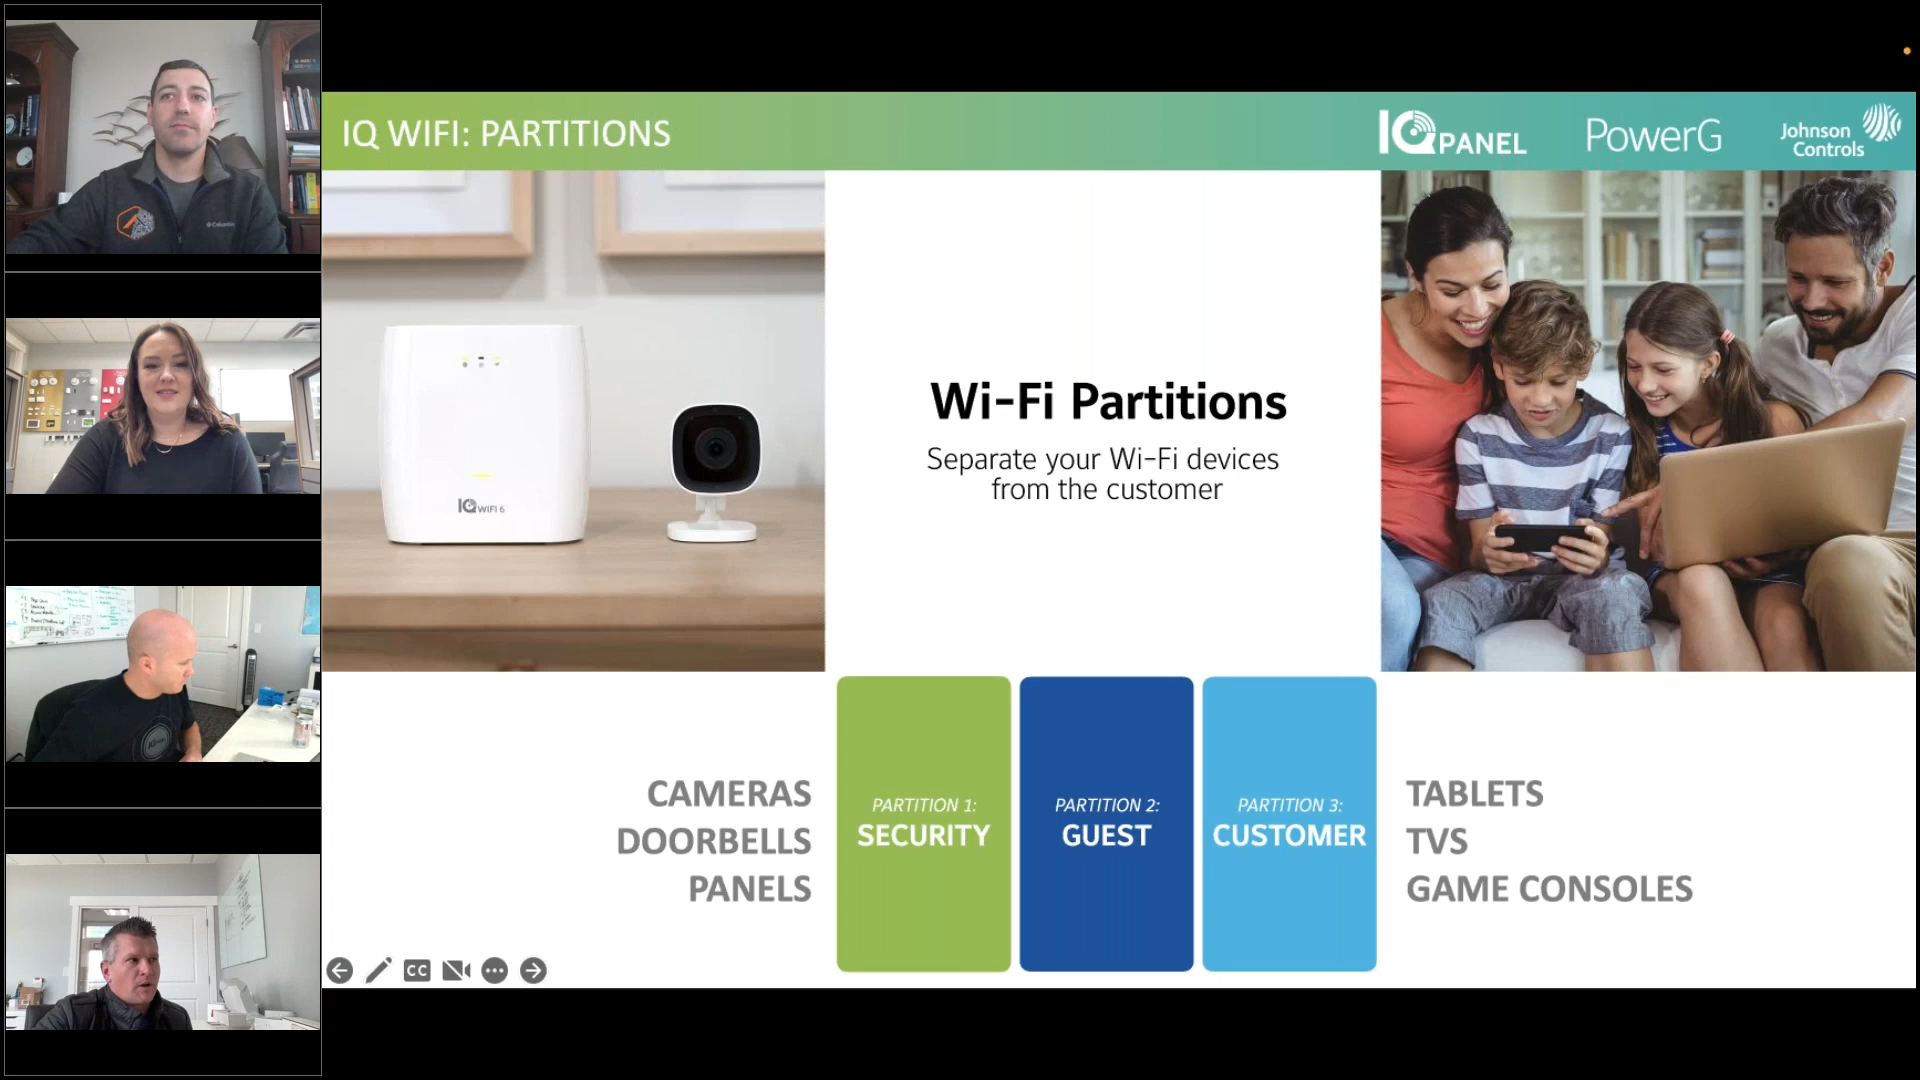 IQ WIFI: PARTITIONS
IQ PANEL
PowerG
Johnson
Controls
Columbia
IQ WIFI 6
Wi-Fi Partitions
Separate your Wi-Fi devices
from the customer
CAMERAS
DOORBELLS
PANELS
PARTITION 1:
SECURITY
PARTITION 2:
GUEST
PARTITION 3:
CUSTOMER
TABLETS
TVS
GAME CONSOLES
CC